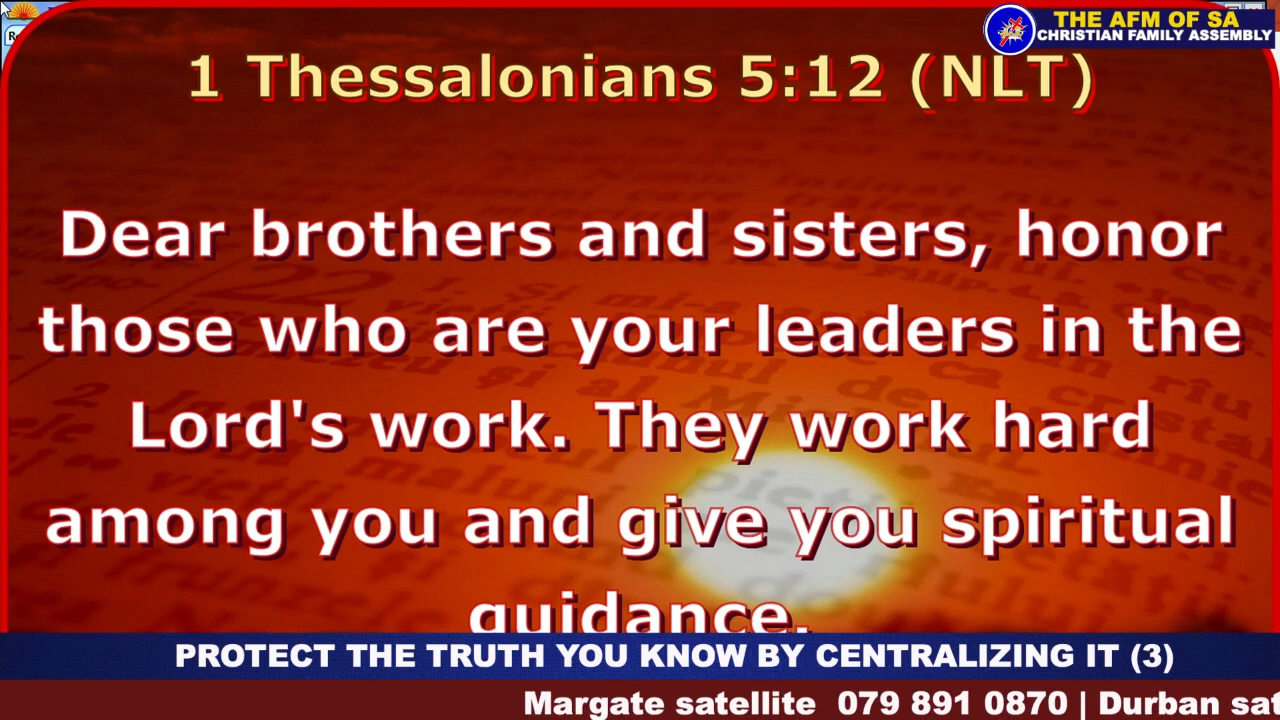 THE AFM OF SA
CHRISTIAN FAMILY ASSEMBLY
1 Thessalonians 5:12 (NLT)
Dear brothers and sisters, honor
those who are your leaders in the
Lord's work. They work hard
among you and give you spiritual
guidance.
PROTECT THE TRUTH YOU KNOW BY CENTRALIZING IT (3)
Margate satellite 079 891 0870 | Durban sat